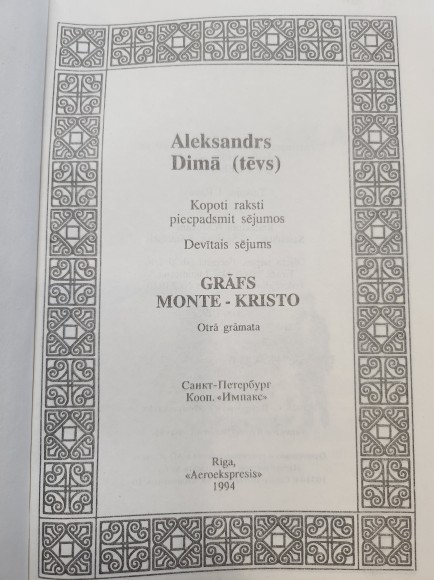 Aleksandrs
Dimā (tēvs)
Kopoti raksti
piecpadsmit sējumos
Devītais sējums
GRĀFS
MONTE - KRISTO
Otrā grāmata
Санкт-Петербург
Кооп. «Импакс»
Rīga,
«Aeroekspresis»
1994